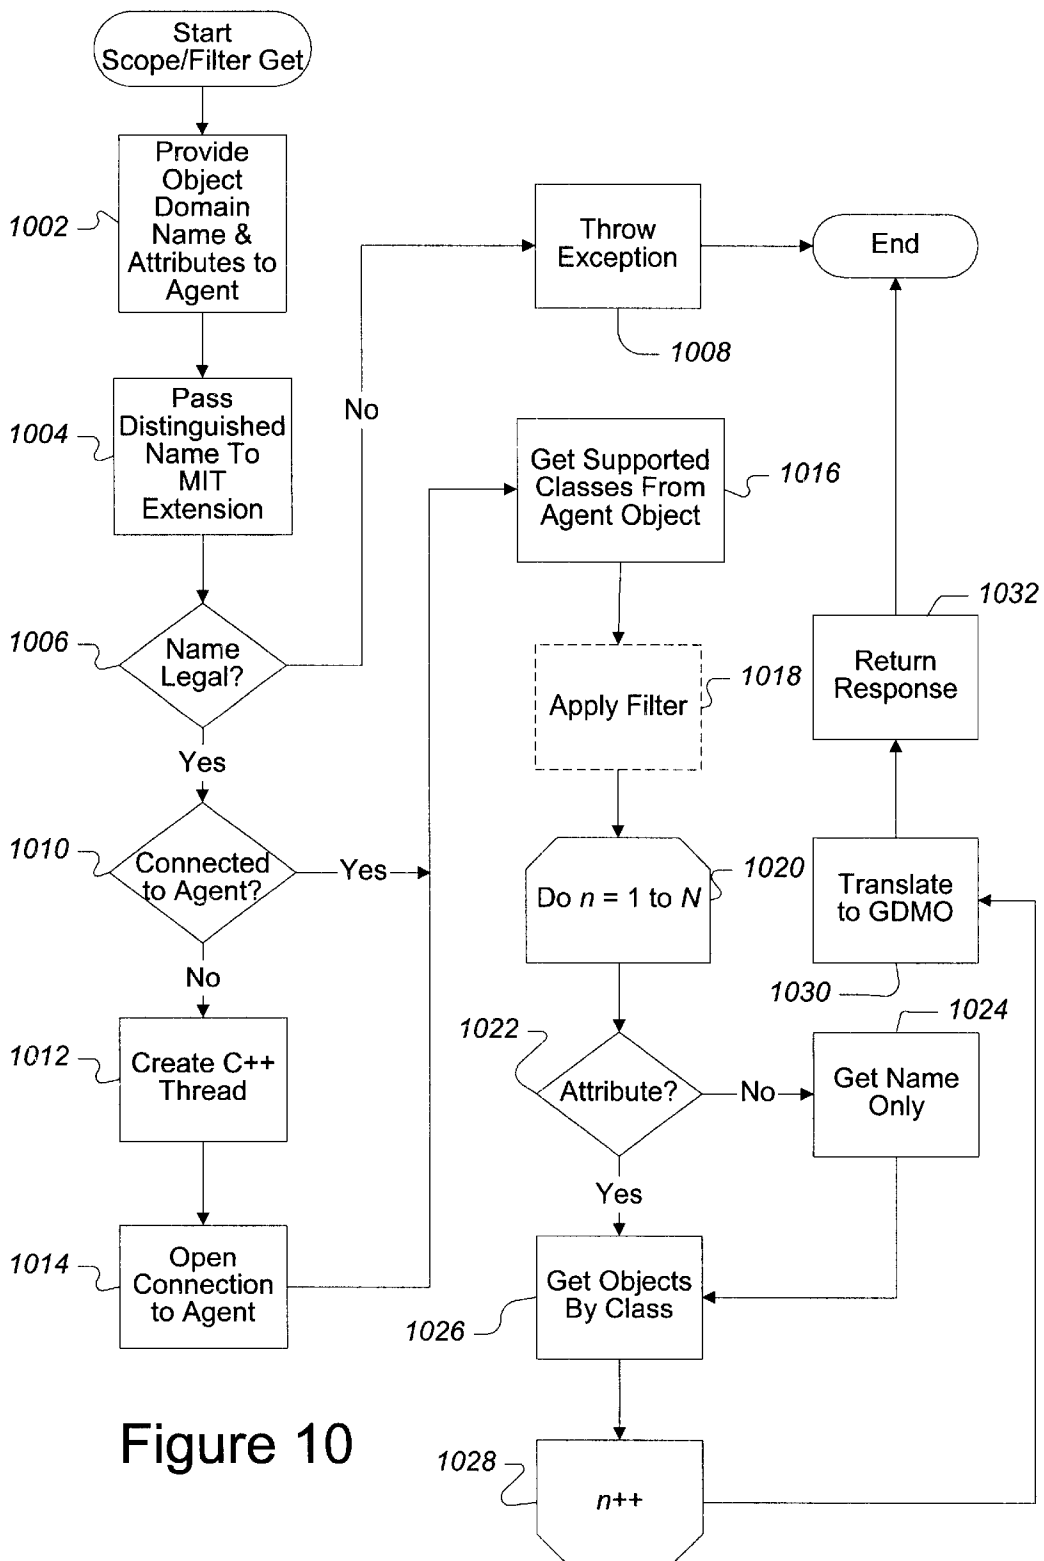 Start
Scope/Filter Get
Provide
Object
Domain
Name &
Attributes to
Agent
1002
Pass
Distinguished
Name To
MIT
Extension
1004
Name
Legal?
1006
No
Yes
Throw
Exception
1008
End
Connected
to Agent?
1010
Yes
No
Create C++
Thread
1012
Open
Connection
to Agent
1014
Get Supported
Classes From
Agent Object
1016
Apply Filter
1018
Do n = 1 to N
1020
Attribute?
1022
No
Get Name
Only
1024
Yes
Get Objects
By Class
1026
n++
1028
Translate
to GDMO
1030
Return
Response
1032
Figure 10